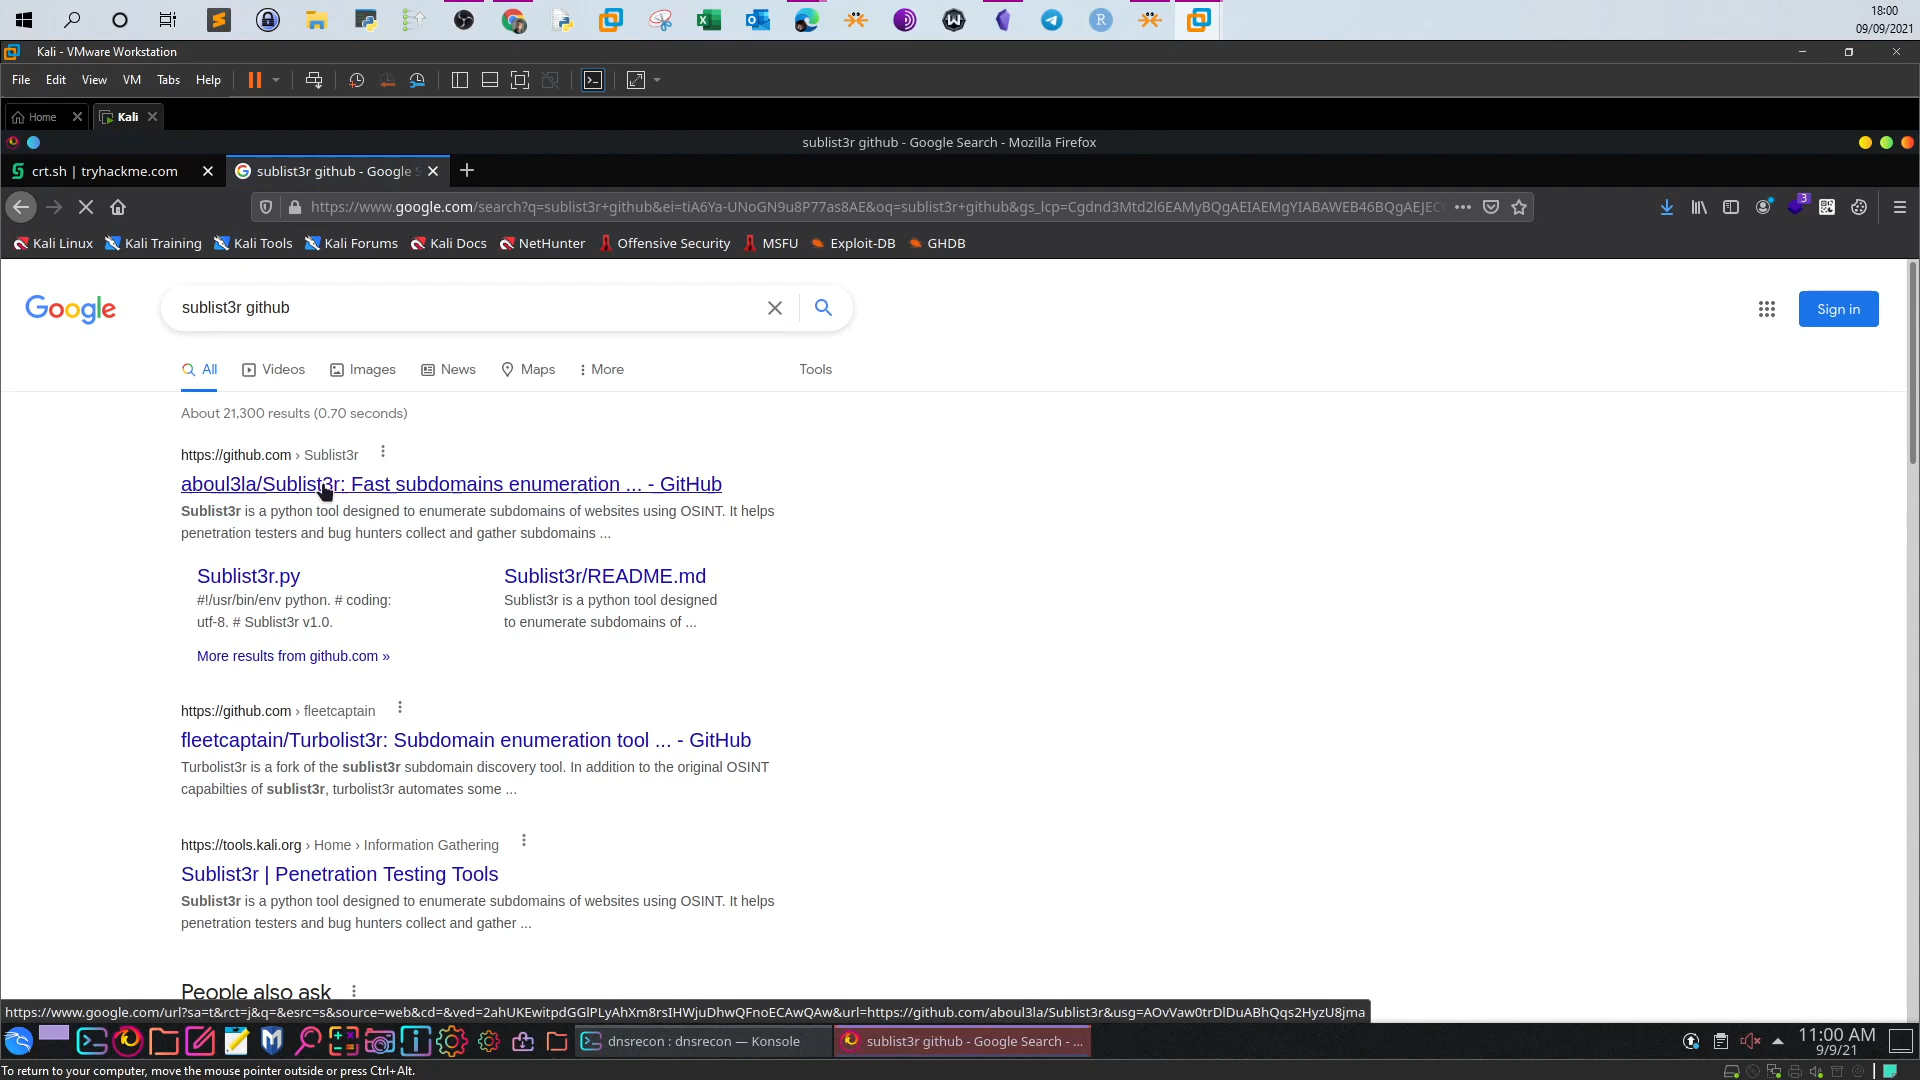 18:00
09/09/2021
Kali - VMware Workstation
File Edit View VM Tabs Help
Home Kali
sublist3r github - Google Search - Mozilla Firefox
crt.sh | tryhackme.com sublist3r github - Google S
https://www.google.com/search?q=sublist3r+github&ei=tiA6Ya-UNoGN9u8P77as8AE&oq=sublist3r+github&gs_lcp=Cgdnd3Mtd2l6EAMyBQgAEIAEMgYIABAWEB46BQgAEJEC
3
Kali Linux Kali Training Kali Tools Kali Forums Kali Docs NetHunter Offensive Security MSFU Exploit-DB GHDB
Google
sublist3r github
Sign in
All Videos Images News Maps More Tools
About 21,300 results (0.70 seconds)
https://github.com › Sublist3r
aboul3la/Sublist3r: Fast subdomains enumeration ... - GitHub
Sublist3r is a python tool designed to enumerate subdomains of websites using OSINT. It helps
penetration testers and bug hunters collect and gather subdomains ...
Sublist3r.py
#!/usr/bin/env python. # coding:
utf-8. # Sublist3r v1.0.
Sublist3r/README.md
Sublist3r is a python tool designed
to enumerate subdomains of ...
More results from github.com »
https://github.com › fleetcaptain
fleetcaptain/Turbolist3r: Subdomain enumeration tool ... - GitHub
Turbolist3r is a fork of the sublist3r subdomain discovery tool. In addition to the original OSINT
capabilties of sublist3r, turbolist3r automates some ...
https://tools.kali.org › Home › Information Gathering
Sublist3r | Penetration Testing Tools
Sublist3r is a python tool designed to enumerate subdomains of websites using OSINT. It helps
penetration testers and bug hunters collect and gather ...
People also ask
https://www.google.com/url?sa=t&rct=j&q=&esrc=s&source=web&cd=&ved=2ahUKEwitpdGGlPLyAhXm8rsIHWjuDhwQFnoECAwQAw&url=https://github.com/aboul3la/Sublist3r&usg=AOvVaw0trDlDuABhQqs2HyzU8jma
dnsrecon : dnsrecon — Konsole
sublist3r github - Google Search - ...
11:00 AM
9/9/21
To return to your computer, move the mouse pointer outside or press Ctrl+Alt.